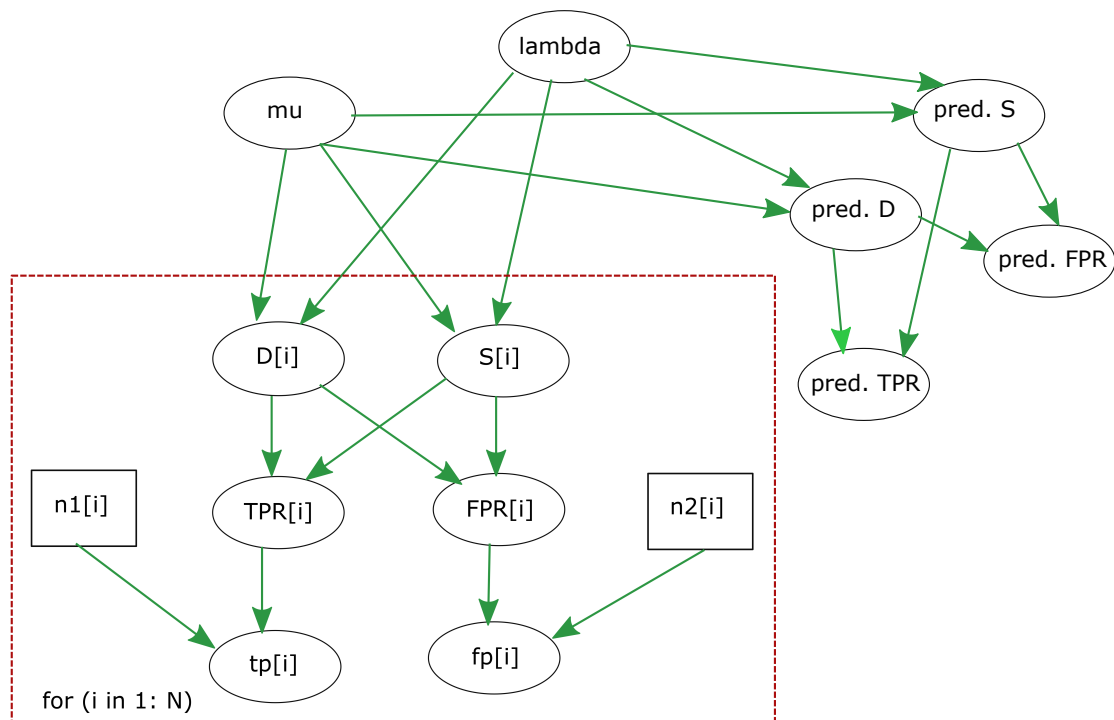 lambda
mu
pred. S
pred. D
pred. FPR
D[i]
S[i]
pred. TPR
n1[i]
TPR[i]
FPR[i]
n2[i]
tp[i]
fp[i]
for (i in 1: N)